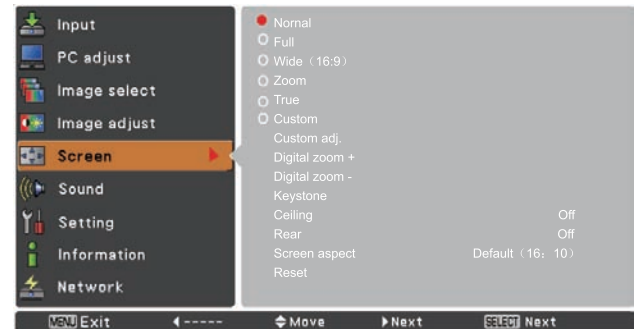 Input
PC adjust
Image select
Image adjust
Screen
Sound
Setting
Information
Network
Nornal
Full
Wide（16:9）
Zoom
True
Custom
Custom adj.
Digital zoom +
Digital zoom -
Keystone
Ceiling Off
Rear Off
Screen aspect Default（16：10）
Reset
MENU Exit ----- Move Next SELECT Next